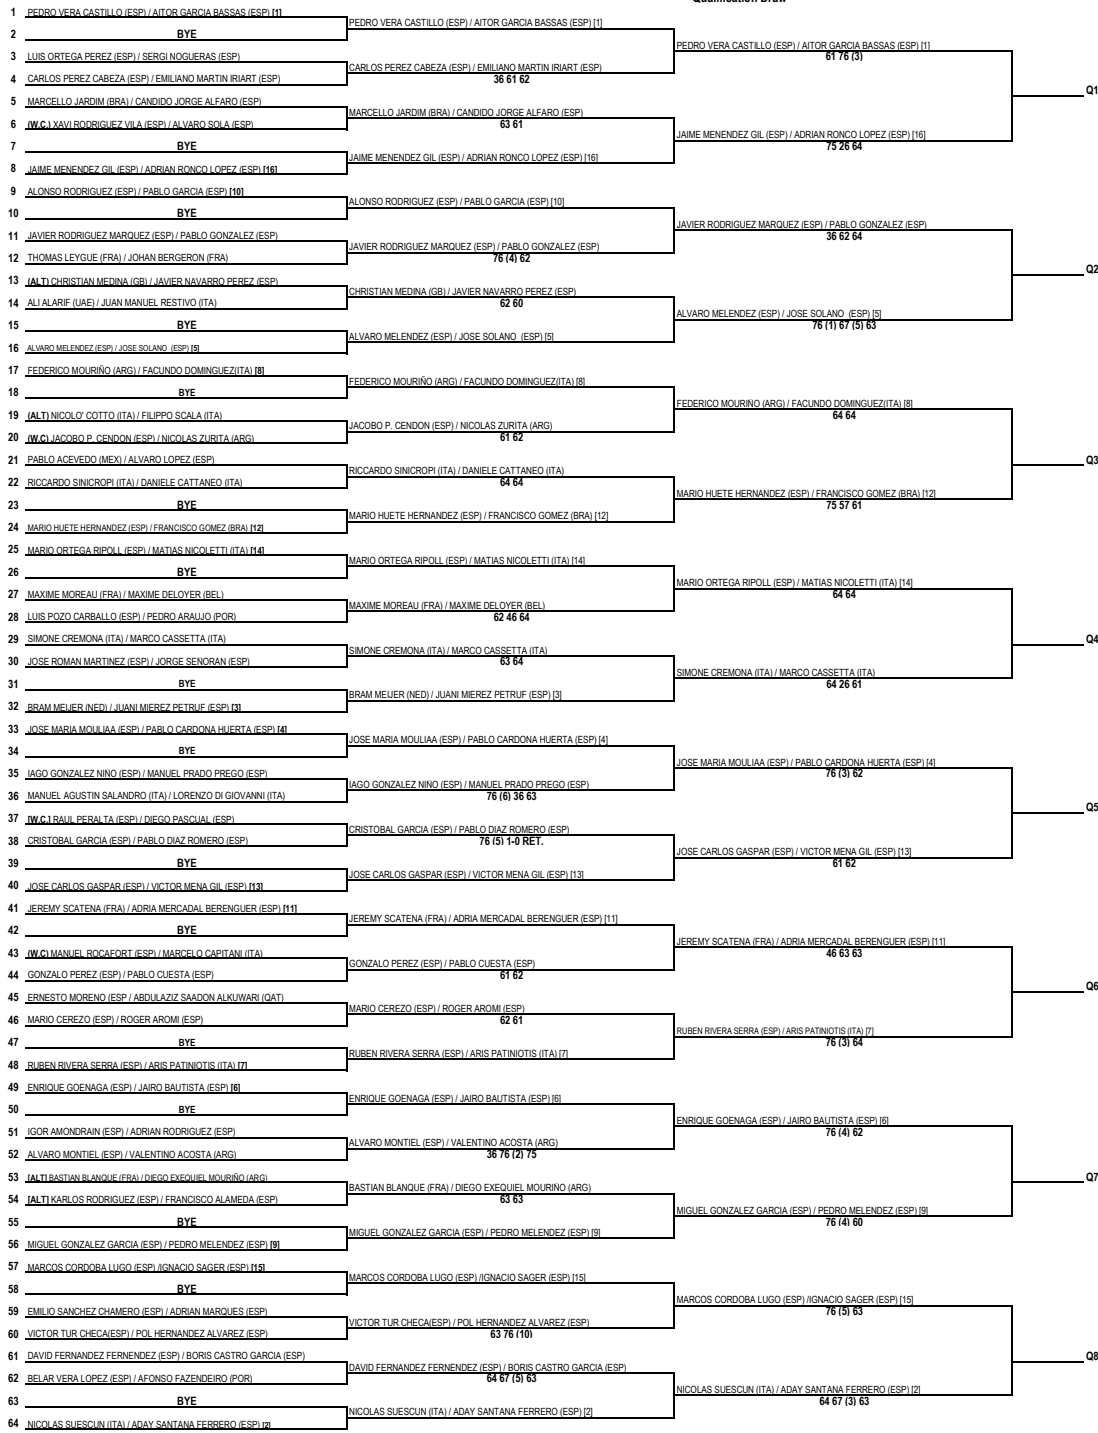 Qualification Draw
1 PEDRO VERA CASTILLO (ESP) / AITOR GARCIA BASSAS (ESP) [1]
2 BYE
3 LUIS ORTEGA PEREZ (ESP) / SERGI NOGUERAS (ESP)
4 CARLOS PEREZ CABEZA (ESP) / EMILIANO MARTIN IRIART (ESP)
5 MARCELLO JARDIM (BRA) / CANDIDO JORGE ALFARO (ESP)
6 (W.C.) XAVI RODRIGUEZ VILA (ESP) / ALVARO SOLA (ESP)
7 BYE
8 JAIME MENENDEZ GIL (ESP) / ADRIAN RONCO LOPEZ (ESP) [16]
9 ALONSO RODRIGUEZ (ESP) / PABLO GARCIA (ESP) [10]
10 BYE
11 JAVIER RODRIGUEZ MARQUEZ (ESP) / PABLO GONZALEZ (ESP)
12 THOMAS LEYGUE (FRA) / JOHAN BERGERON (FRA)
13 (ALT) CHRISTIAN MEDINA (GB) / JAVIER NAVARRO PEREZ (ESP)
14 ALI ALARIF (UAE) / JUAN MANUEL RESTIVO (ITA)
15 BYE
16 ALVARO MELENDEZ (ESP) / JOSE SOLANO (ESP) [5]
17 FEDERICO MOURIÑO (ARG) / FACUNDO DOMINGUEZ(ITA) [8]
18 BYE
19 (ALT) NICOLO' COTTO (ITA) / FILIPPO SCALA (ITA)
20 (W.C) JACOBO P. CENDON (ESP) / NICOLAS ZURITA (ARG)
21 PABLO ACEVEDO (MEX) / ALVARO LOPEZ (ESP)
22 RICCARDO SINICROPI (ITA) / DANIELE CATTANEO (ITA)
23 BYE
24 MARIO HUETE HERNANDEZ (ESP) / FRANCISCO GOMEZ (BRA) [12]
25 MARIO ORTEGA RIPOLL (ESP) / MATIAS NICOLETTI (ITA) [14]
26 BYE
27 MAXIME MOREAU (FRA) / MAXIME DELOYER (BEL)
28 LUIS POZO CARBALLO (ESP) / PEDRO ARAUJO (POR)
29 SIMONE CREMONA (ITA) / MARCO CASSETTA (ITA)
30 JOSE ROMAN MARTINEZ (ESP) / JORGE SEÑORAN (ESP)
31 BYE
32 BRAM MEIJER (NED) / JUANI MIEREZ PETRUF (ESP) [3]
33 JOSE MARIA MOULIAA (ESP) / PABLO CARDONA HUERTA (ESP) [4]
34 BYE
35 IAGO GONZALEZ NIÑO (ESP) / MANUEL PRADO PREGO (ESP)
36 MANUEL AGUSTIN SALANDRO (ITA) / LORENZO DI GIOVANNI (ITA)
37 [W.C.] RAUL PERALTA (ESP) / DIEGO PASCUAL (ESP)
38 CRISTOBAL GARCIA (ESP) / PABLO DIAZ ROMERO (ESP)
39 BYE
40 JOSE CARLOS GASPAR (ESP) / VICTOR MENA GIL (ESP) [13]
41 JEREMY SCATENA (FRA) / ADRIA MERCADAL BERENGUER (ESP) [11]
42 BYE
43 (W.C) MANUEL ROCAFORT (ESP) / MARCELO CAPITANI (ITA)
44 GONZALO PEREZ (ESP) / PABLO CUESTA (ESP)
45 ERNESTO MORENO (ESP / ABDULAZIZ SAADON ALKUWARI (QAT)
46 MARIO CEREZO (ESP) / ROGER AROMI (ESP)
47 BYE
48 RUBEN RIVERA SERRA (ESP) / ARIS PATINIOTIS (ITA) [7]
49 ENRIQUE GOENAGA (ESP) / JAIRO BAUTISTA (ESP) [6]
50 BYE
51 IGOR AMONDRAIN (ESP) / ADRIAN RODRIGUEZ (ESP)
52 ALVARO MONTIEL (ESP) / VALENTINO ACOSTA (ARG)
53 [ALT] BASTIAN BLANQUE (FRA) / DIEGO EXEQUIEL MOURIÑO (ARG)
54 [ALT] KARLOS RODRIGUEZ (ESP) / FRANCISCO ALAMEDA (ESP)
55 BYE
56 MIGUEL GONZALEZ GARCIA (ESP) / PEDRO MELENDEZ (ESP) [9]
57 MARCOS CORDOBA LUGO (ESP) /IGNACIO SAGER (ESP) [15]
58 BYE
59 EMILIO SANCHEZ CHAMERO (ESP) / ADRIAN MARQUES (ESP)
60 VICTOR TUR CHECA(ESP) / POL HERNANDEZ ALVAREZ (ESP)
61 DAVID FERNANDEZ FERNENDEZ (ESP) / BORIS CASTRO GARCIA (ESP)
62 BELAR VERA LOPEZ (ESP) / AFONSO FAZENDEIRO (POR)
63 BYE
64 NICOLAS SUESCUN (ITA) / ADAY SANTANA FERRERO (ESP) [2]
PEDRO VERA CASTILLO (ESP) / AITOR GARCIA BASSAS (ESP) [1]
CARLOS PEREZ CABEZA (ESP) / EMILIANO MARTIN IRIART (ESP)
36 61 62
MARCELLO JARDIM (BRA) / CANDIDO JORGE ALFARO (ESP)
63 61
JAIME MENENDEZ GIL (ESP) / ADRIAN RONCO LOPEZ (ESP) [16]
ALONSO RODRIGUEZ (ESP) / PABLO GARCIA (ESP) [10]
JAVIER RODRIGUEZ MARQUEZ (ESP) / PABLO GONZALEZ (ESP)
76 (4) 62
CHRISTIAN MEDINA (GB) / JAVIER NAVARRO PEREZ (ESP)
62 60
ALVARO MELENDEZ (ESP) / JOSE SOLANO (ESP) [5]
FEDERICO MOURIÑO (ARG) / FACUNDO DOMINGUEZ(ITA) [8]
JACOBO P. CENDON (ESP) / NICOLAS ZURITA (ARG)
61 62
RICCARDO SINICROPI (ITA) / DANIELE CATTANEO (ITA)
64 64
MARIO HUETE HERNANDEZ (ESP) / FRANCISCO GOMEZ (BRA) [12]
MARIO ORTEGA RIPOLL (ESP) / MATIAS NICOLETTI (ITA) [14]
MAXIME MOREAU (FRA) / MAXIME DELOYER (BEL)
62 46 64
SIMONE CREMONA (ITA) / MARCO CASSETTA (ITA)
63 64
BRAM MEIJER (NED) / JUANI MIEREZ PETRUF (ESP) [3]
JOSE MARIA MOULIAA (ESP) / PABLO CARDONA HUERTA (ESP) [4]
IAGO GONZALEZ NIÑO (ESP) / MANUEL PRADO PREGO (ESP)
76 (6) 36 63
CRISTOBAL GARCIA (ESP) / PABLO DIAZ ROMERO (ESP)
76 (5) 1-0 RET.
JOSE CARLOS GASPAR (ESP) / VICTOR MENA GIL (ESP) [13]
JEREMY SCATENA (FRA) / ADRIA MERCADAL BERENGUER (ESP) [11]
GONZALO PEREZ (ESP) / PABLO CUESTA (ESP)
61 62
MARIO CEREZO (ESP) / ROGER AROMI (ESP)
62 61
RUBEN RIVERA SERRA (ESP) / ARIS PATINIOTIS (ITA) [7]
ENRIQUE GOENAGA (ESP) / JAIRO BAUTISTA (ESP) [6]
ALVARO MONTIEL (ESP) / VALENTINO ACOSTA (ARG)
36 76 (2) 75
BASTIAN BLANQUE (FRA) / DIEGO EXEQUIEL MOURIÑO (ARG)
63 63
MIGUEL GONZALEZ GARCIA (ESP) / PEDRO MELENDEZ (ESP) [9]
MARCOS CORDOBA LUGO (ESP) /IGNACIO SAGER (ESP) [15]
VICTOR TUR CHECA(ESP) / POL HERNANDEZ ALVAREZ (ESP)
63 76 (10)
DAVID FERNANDEZ FERNENDEZ (ESP) / BORIS CASTRO GARCIA (ESP)
64 67 (5) 63
NICOLAS SUESCUN (ITA) / ADAY SANTANA FERRERO (ESP) [2]
PEDRO VERA CASTILLO (ESP) / AITOR GARCIA BASSAS (ESP) [1]
61 76 (3)
JAIME MENENDEZ GIL (ESP) / ADRIAN RONCO LOPEZ (ESP) [16]
75 26 64
JAVIER RODRIGUEZ MARQUEZ (ESP) / PABLO GONZALEZ (ESP)
36 62 64
ALVARO MELENDEZ (ESP) / JOSE SOLANO (ESP) [5]
76 (1) 67 (5) 63
FEDERICO MOURIÑO (ARG) / FACUNDO DOMINGUEZ(ITA) [8]
64 64
MARIO HUETE HERNANDEZ (ESP) / FRANCISCO GOMEZ (BRA) [12]
75 57 61
MARIO ORTEGA RIPOLL (ESP) / MATIAS NICOLETTI (ITA) [14]
64 64
SIMONE CREMONA (ITA) / MARCO CASSETTA (ITA)
64 26 61
JOSE MARIA MOULIAA (ESP) / PABLO CARDONA HUERTA (ESP) [4]
76 (3) 62
JOSE CARLOS GASPAR (ESP) / VICTOR MENA GIL (ESP) [13]
61 62
JEREMY SCATENA (FRA) / ADRIA MERCADAL BERENGUER (ESP) [11]
46 63 63
RUBEN RIVERA SERRA (ESP) / ARIS PATINIOTIS (ITA) [7]
76 (3) 64
ENRIQUE GOENAGA (ESP) / JAIRO BAUTISTA (ESP) [6]
76 (4) 62
MIGUEL GONZALEZ GARCIA (ESP) / PEDRO MELENDEZ (ESP) [9]
76 (4) 60
MARCOS CORDOBA LUGO (ESP) /IGNACIO SAGER (ESP) [15]
76 (5) 63
NICOLAS SUESCUN (ITA) / ADAY SANTANA FERRERO (ESP) [2]
64 67 (3) 63
Q1
Q2
Q3
Q4
Q5
Q6
Q7
Q8